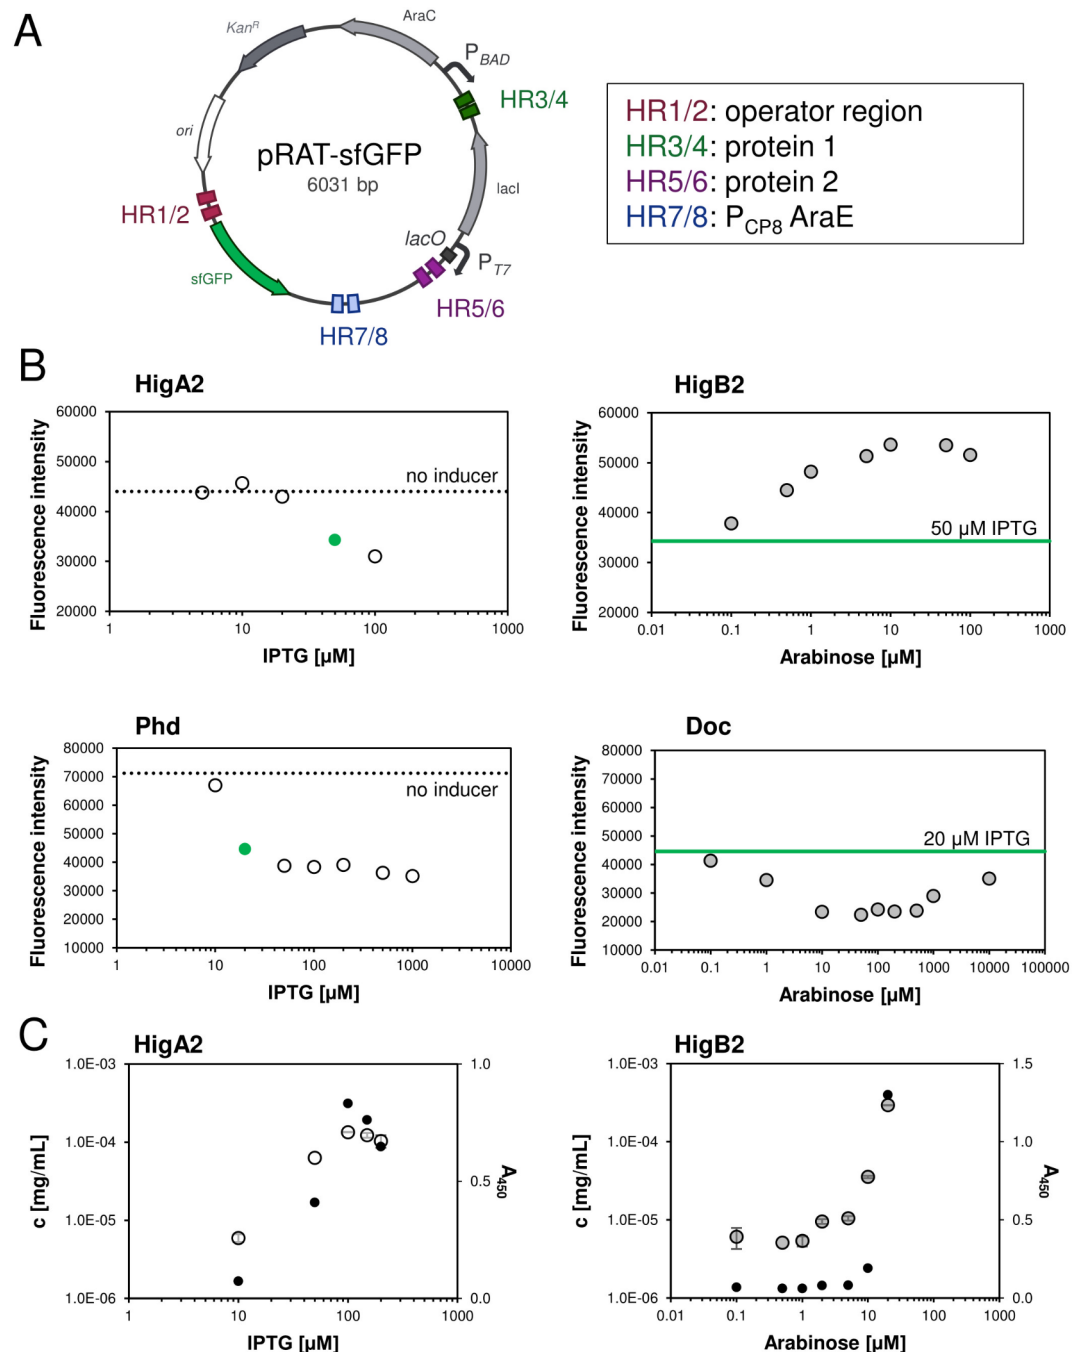 A
Kan^R
AraC
P_BAD
HR3/4
ori
pRAT-sfGFP
6031 bp
lacI
HR1/2
lacO
P_T7
sfGFP
HR5/6
HR7/8
HR1/2: operator region
HR3/4: protein 1
HR5/6: protein 2
HR7/8: P_CP8 AraE
B
HigA2
Fluorescence intensity
60000
50000
40000
30000
20000
no inducer
1 10 100 1000
IPTG [µM]
HigB2
Fluorescence intensity
60000
50000
40000
30000
20000
50 µM IPTG
0.01 0.1 1 10 100 1000
Arabinose [µM]
Phd
Fluorescence intensity
80000
70000
60000
50000
40000
30000
20000
10000
no inducer
1 10 100 1000 10000
IPTG [µM]
Doc
Fluorescence intensity
80000
70000
60000
50000
40000
30000
20000
10000
20 µM IPTG
0.01 0.1 1 10 100 1000 10000 100000
Arabinose [µM]
C
HigA2
c [mg/mL]
1.0E-03
1.0E-04
1.0E-05
1.0E-06
1.0
0.5
0.0
A_450
1 10 100 1000
IPTG [µM]
HigB2
c [mg/mL]
1.0E-03
1.0E-04
1.0E-05
1.0E-06
1.5
1.0
0.5
0.0
A_450
0.01 0.1 1 10 100 1000
Arabinose [µM]